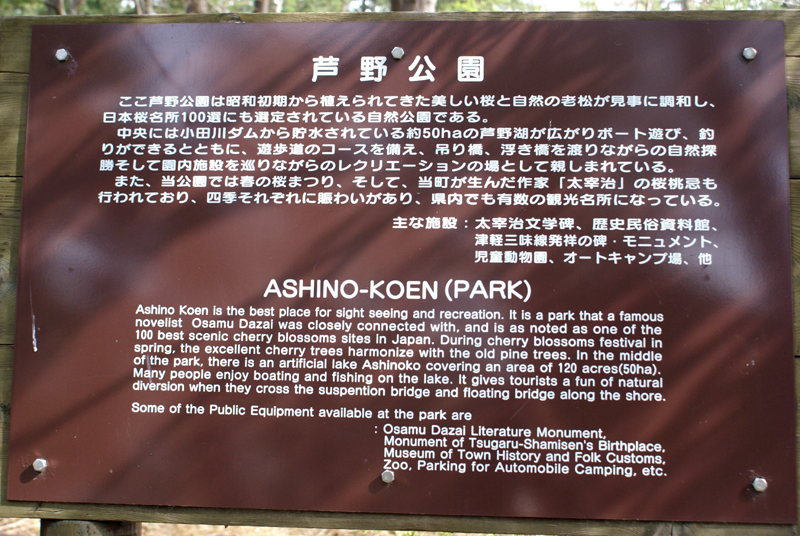 芦野公園
ここ芦野公園は昭和初期から植えられてきた美しい桜と自然の老松が見事に調和し、
日本桜名所100選にも選定されている自然公園である。
中央には小田川ダムから貯水されている約50haの芦野湖が広がりボート遊び、釣
りができるとともに、遊歩道のコースを備え、吊り橋、浮き橋を渡りながらの自然探
勝そして園内施設を巡りながらのレクリエーションの場として親しまれている。
また、当公園では春の桜まつり、そして、当町が生んだ作家「太宰治」の桜桃忌も
行われており、四季それぞれに賑わいがあり、県内でも有数の観光名所になっている。
主な施設：太宰治文学碑、歴史民俗資料館、
津軽三味線発祥の碑・モニュメント、
児童動物園、オートキャンプ場、他
ASHINO-KOEN (PARK)
Ashino Koen is the best place for sight seeing and recreation. It is a park that a famous
novelist Osamu Dazai was closely connected with, and is as noted as one of the
100 best scenic cherry blossoms sites in Japan. During cherry blossoms festival in
spring, the excellent cherry trees harmonize with the old pine trees. In the middle
of the park, there is an artificial lake Ashinoko covering an area of 120 acres(50ha).
Many people enjoy boating and fishing on the lake. It gives tourists a fun of natural
diversion when they cross the suspention bridge and floating bridge along the shore.
Some of the Public Equipment available at the park are
: Osamu Dazai Literature Monument,
Monument of Tsugaru-Shamisen's Birthplace,
Museum of Town History and Folk Customs,
Zoo, Parking for Automobile Camping, etc.